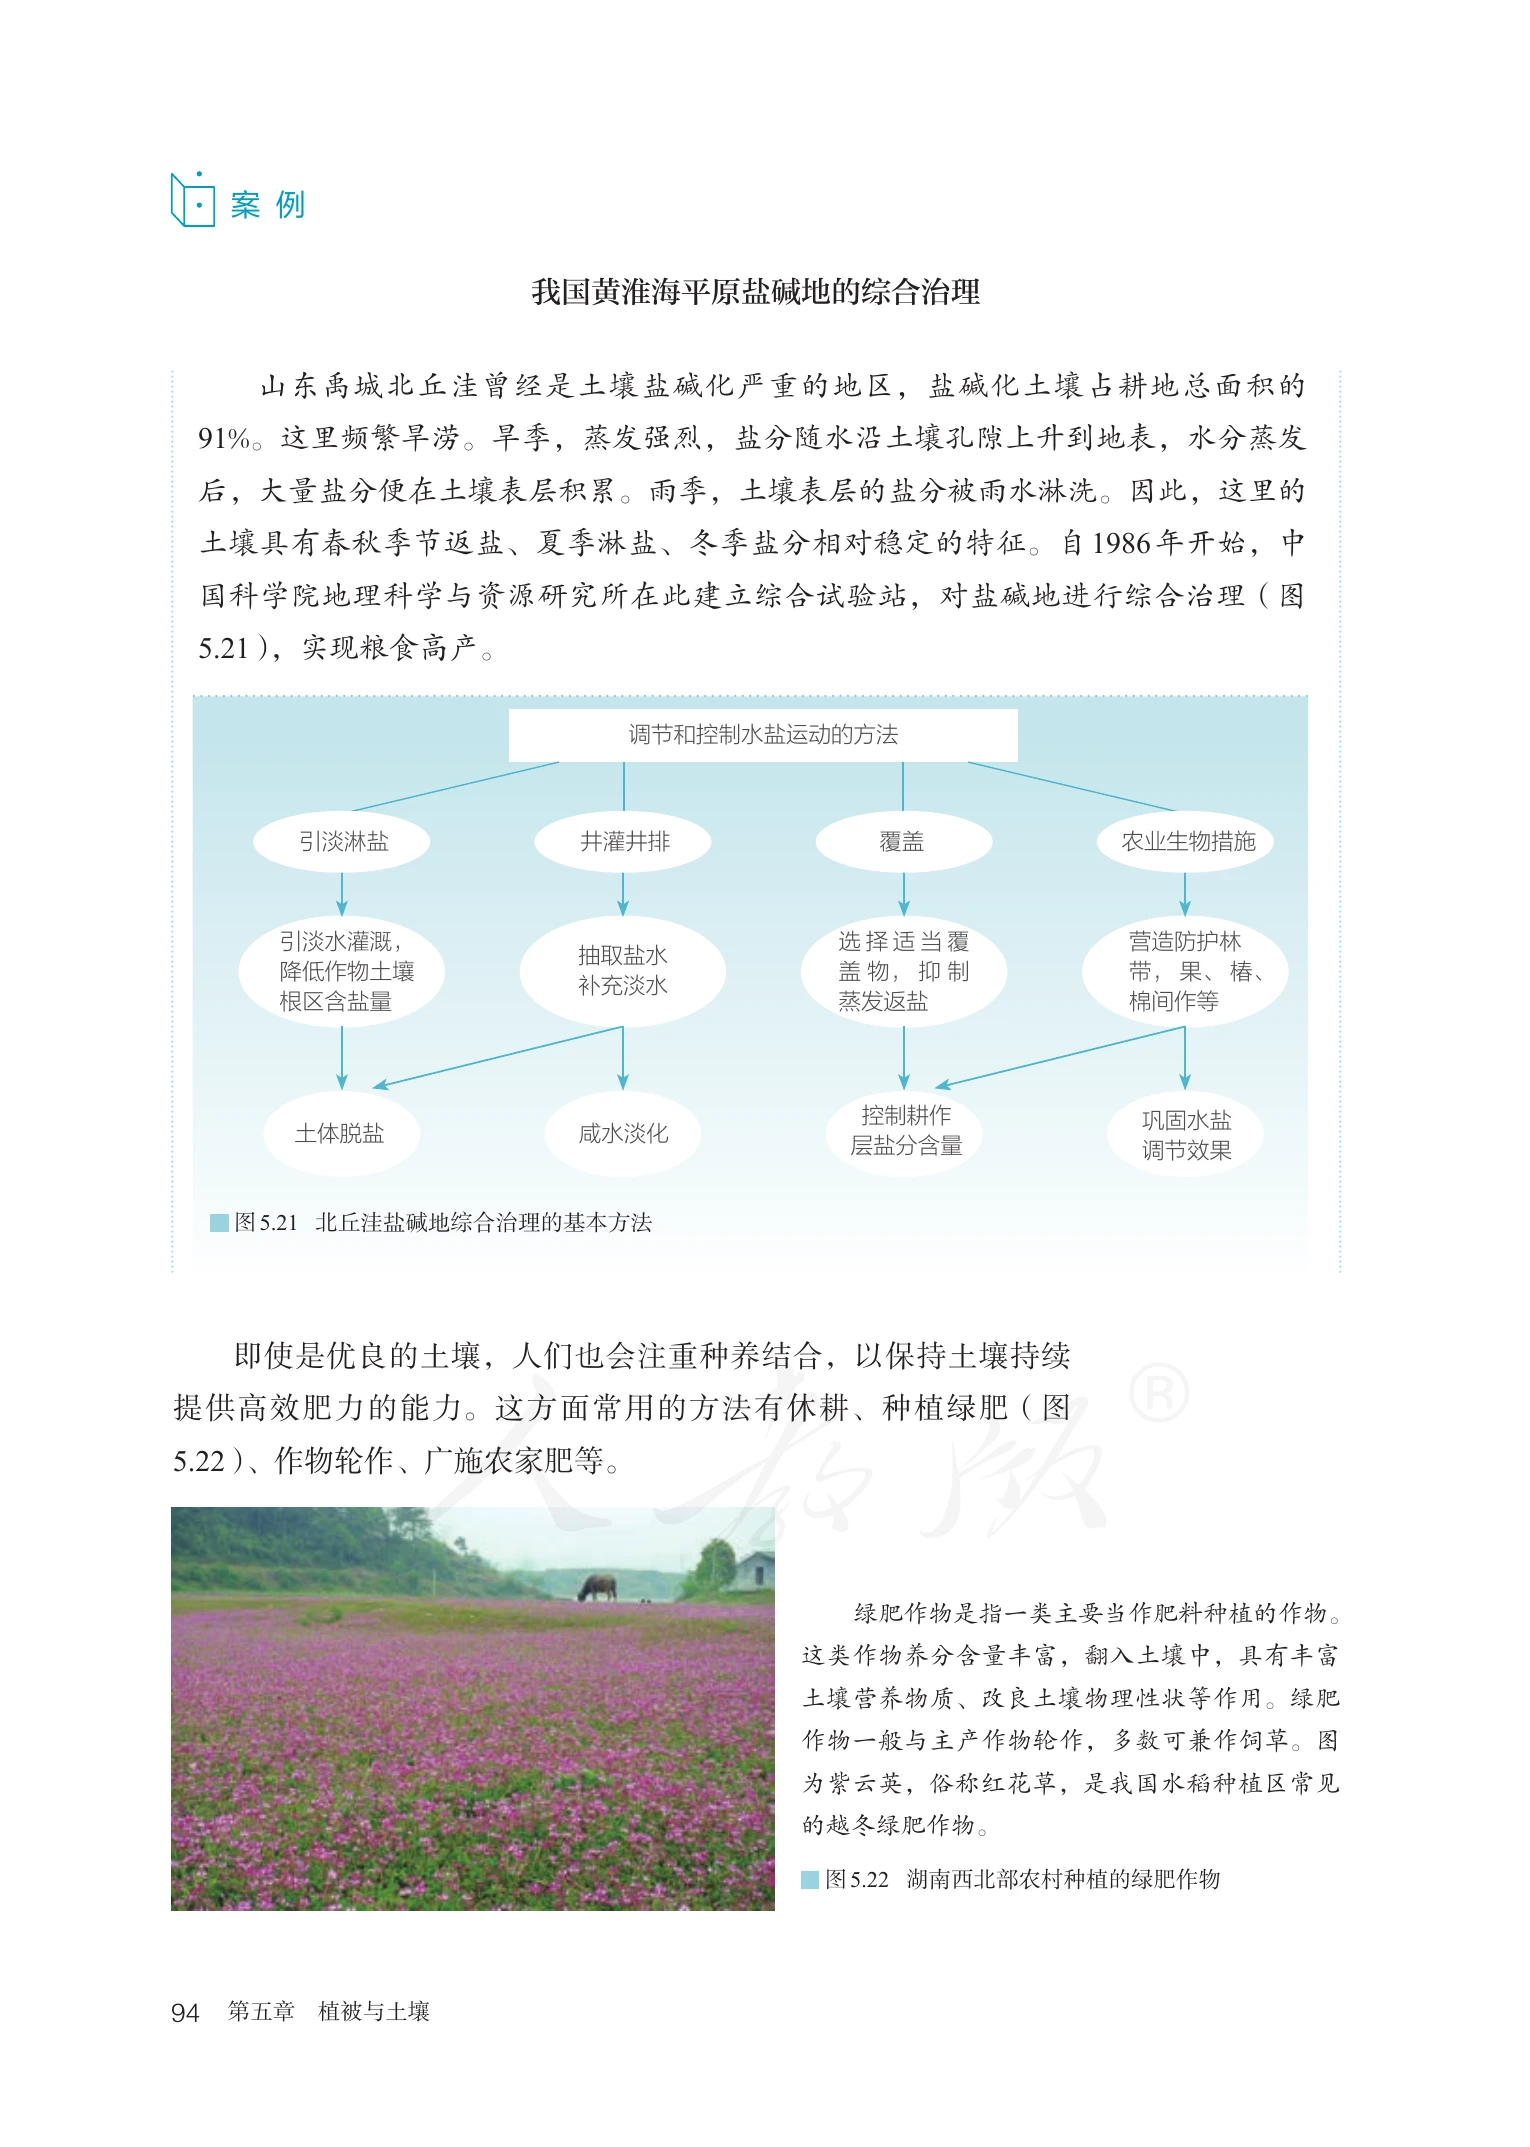 案例
我国黄淮海平原盐碱地的综合治理
山东禹城北丘洼曾经是土壤盐碱化严重的地区，盐碱化土壤占耕地总面积的
91%。这里频繁旱涝。旱季，蒸发强烈，盐分随水沿土壤孔隙上升到地表，水分蒸发
后，大量盐分便在土壤表层积累。雨季，土壤表层的盐分被雨水淋洗。因此，这里的
土壤具有春秋季节返盐、夏季淋盐、冬季盐分相对稳定的特征。自1986年开始，中
国科学院地理科学与资源研究所在此建立综合试验站，对盐碱地进行综合治理（图
5.21），实现粮食高产。
调节和控制水盐运动的方法
引淡淋盐
井灌井排
覆盖
农业生物措施
引淡水灌溉，
降低作物土壤
根区含盐量
抽取盐水
补充淡水
选择适当覆
盖物，抑制
蒸发返盐
营造防护林
带，果、椿、
棉间作等
土体脱盐
咸水淡化
控制耕作
层盐分含量
巩固水盐
调节效果
图5.21 北丘洼盐碱地综合治理的基本方法
即使是优良的土壤，人们也会注重种养结合，以保持土壤持续
提供高效肥力的能力。这方面常用的方法有休耕、种植绿肥（图
5.22）、作物轮作、广施农家肥等。
人教版®
绿肥作物是指一类主要当作肥料种植的作物。
这类作物养分含量丰富，翻入土壤中，具有丰富
土壤营养物质、改良土壤物理性状等作用。绿肥
作物一般与主产作物轮作，多数可兼作饲草。图
为紫云英，俗称红花草，是我国水稻种植区常见
的越冬绿肥作物。
图5.22 湖南西北部农村种植的绿肥作物
94 第五章 植被与土壤